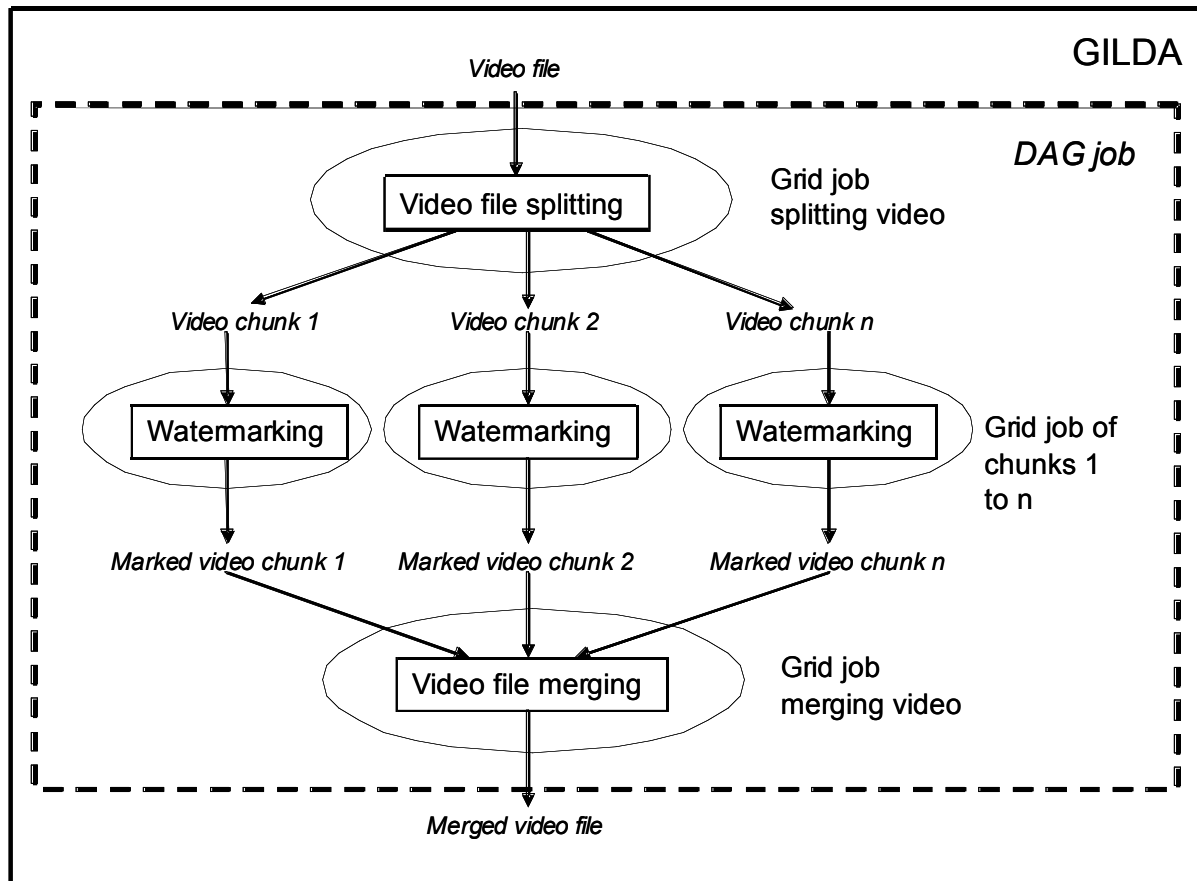 GILDA
Video file
DAG job
Video file splitting
Grid job
splitting video
Video chunk 1
Video chunk 2
Video chunk n
Watermarking
Watermarking
Watermarking
Grid job of
chunks 1
to n
Marked video chunk 1
Marked video chunk 2
Marked video chunk n
Video file merging
Grid job
merging video
Merged video file